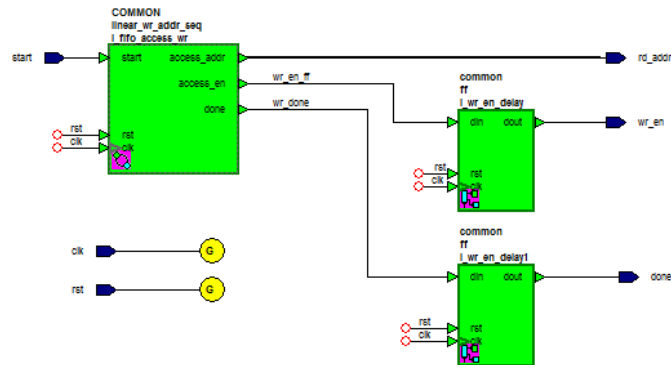 COMMON
linear_wr_addr_seq
I_fifo_access_wr
start
start
access_addr
rd_addr
access_en
wr_en_ff
done
wr_done
rst
rst
clk
clk
common
ff
I_wr_en_delay
din
dout
wr_en
rst
rst
clk
clk
clk
G
rst
G
common
ff
I_wr_en_delay1
din
dout
done
rst
rst
clk
clk